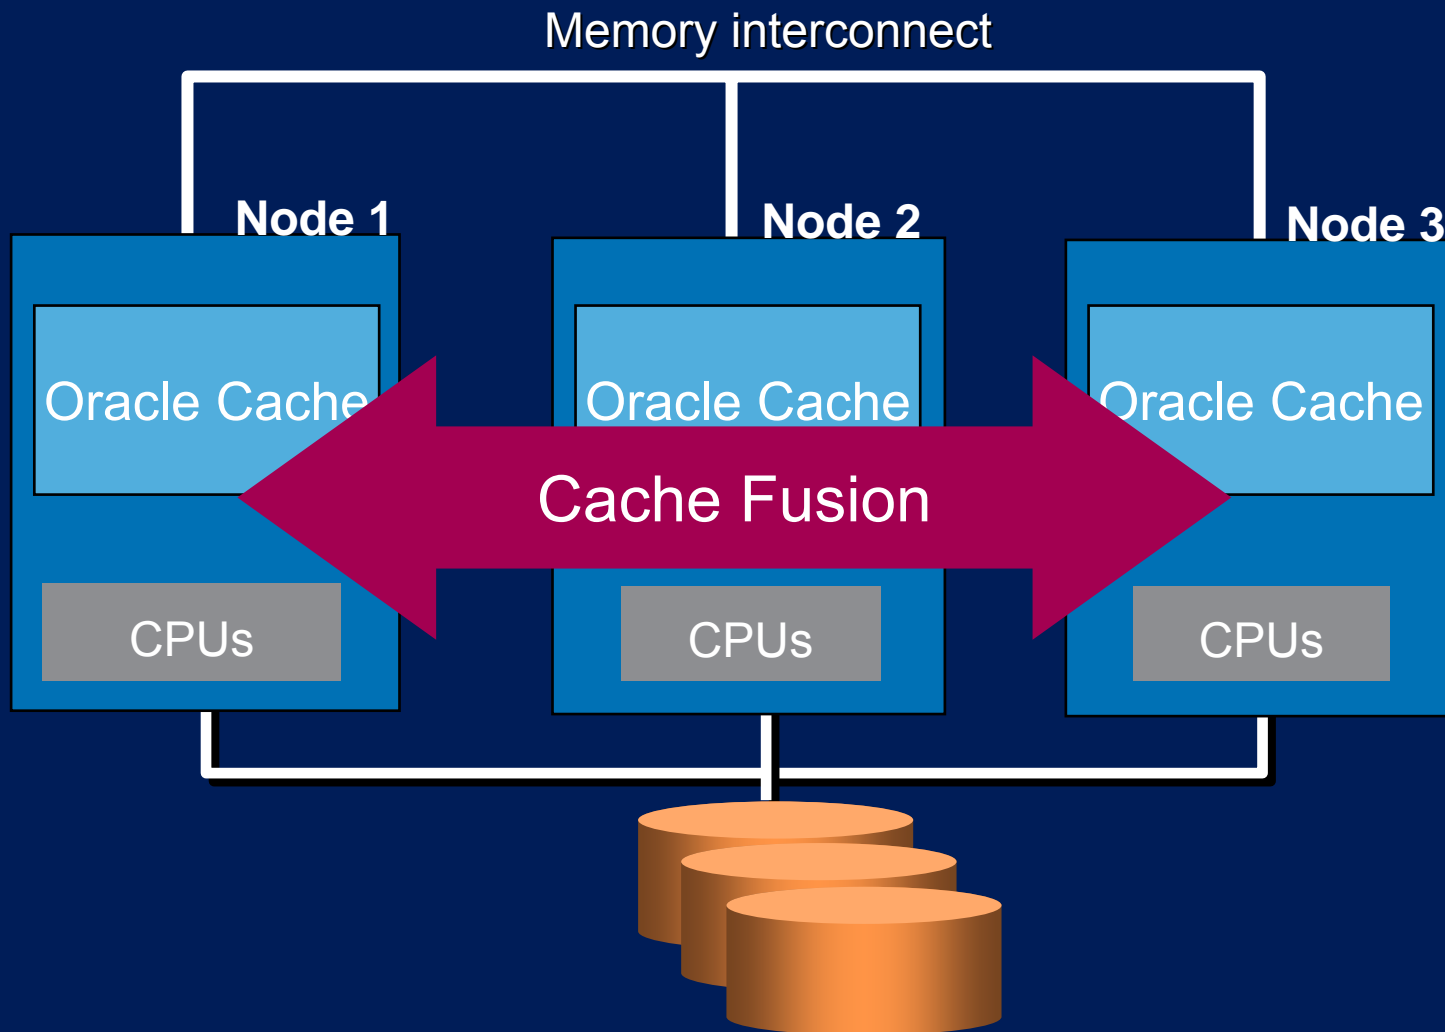 Memory interconnect
Node 1
Node 2
Node 3
Oracle Cache
Oracle Cache
Oracle Cache
Cache Fusion
CPUs
CPUs
CPUs